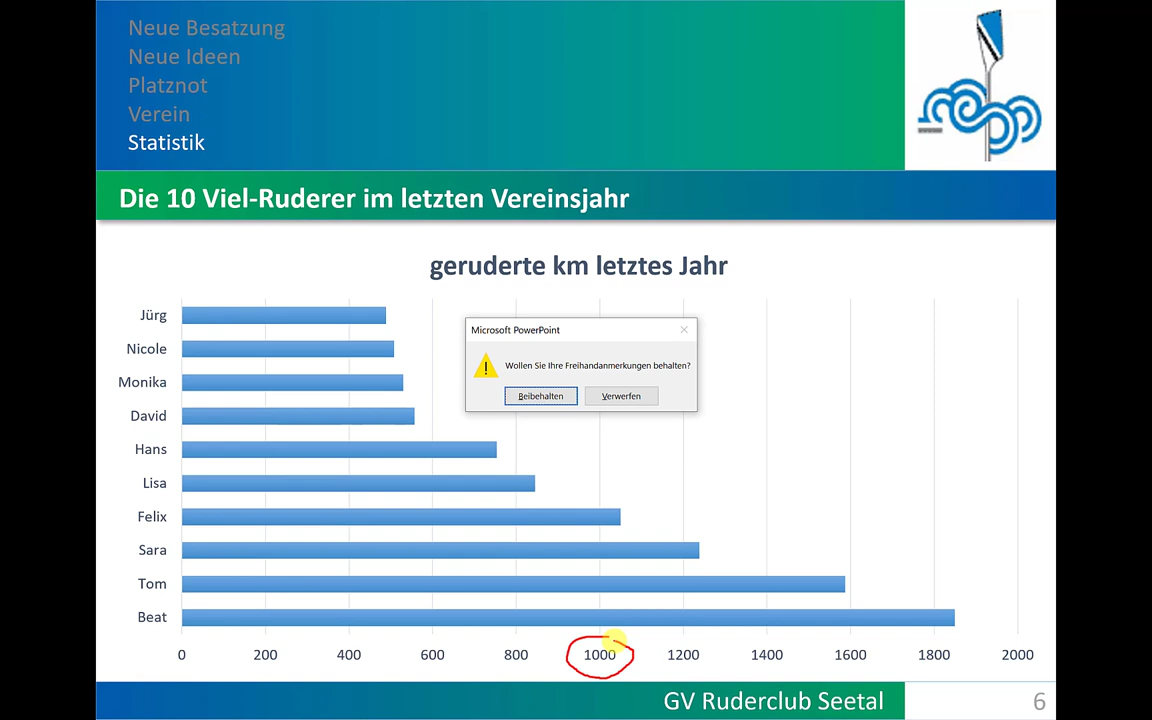 Neue Besatzung
Neue Ideen
Platznot
Verein
Statistik
Die 10 Viel-Ruderer im letzten Vereinsjahr
geruderte km letztes Jahr
Jürg
Nicole
Monika
David
Hans
Lisa
Felix
Sara
Tom
Beat
Microsoft PowerPoint
Wollen Sie Ihre Freihandanmerkungen behalten?
Beibehalten Verwerfen
0 200 400 600 800 1000 1200 1400 1600 1800 2000
GV Ruderclub Seetal 6